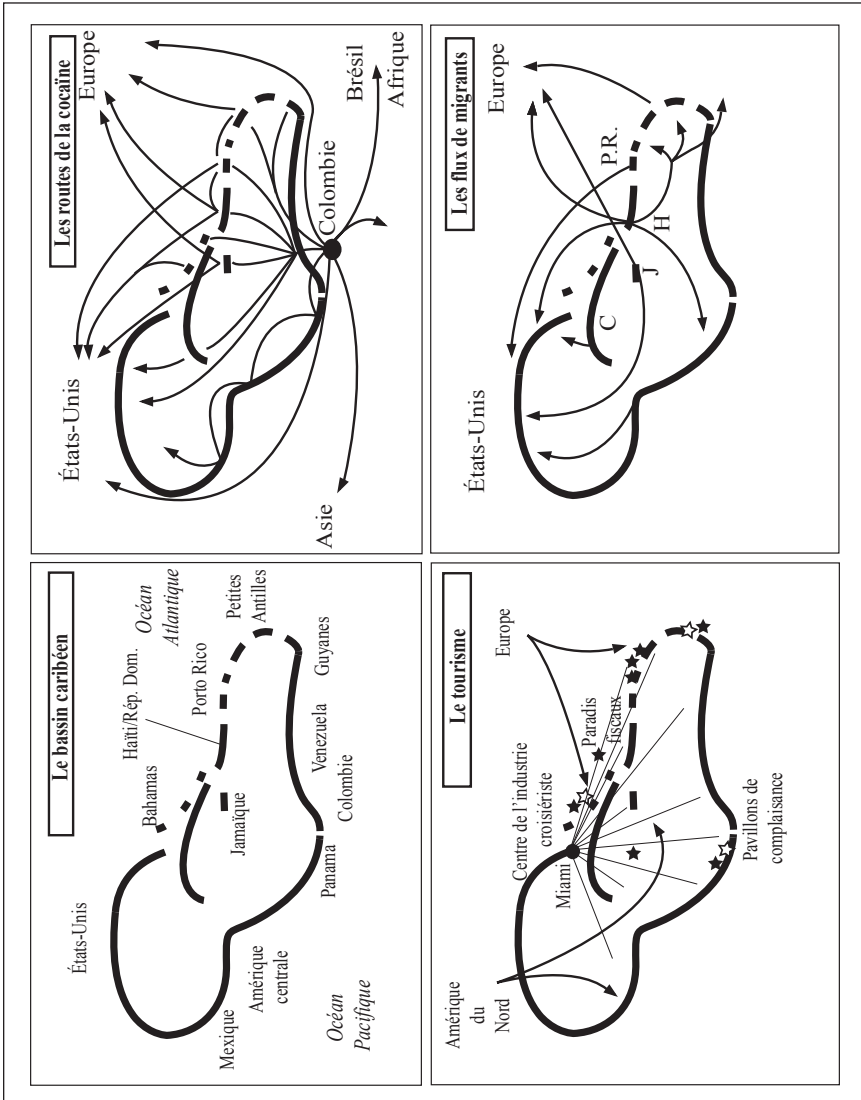 Le bassin caribéen
États-Unis
Bahamas
Haïti/Rép. Dom.
Océan
Atlantique
Porto Rico
Petites
Antilles
Jamaïque
Mexique
Amérique
centrale
Panama
Colombie
Venezuela
Guyanes
Océan
Pacifique
Les routes de la cocaïne
États-Unis
Europe
Asie
Colombie
Brésil
Afrique
Le tourisme
Amérique
du
Nord
Miami
Centre de l'industrie
croisiériste
Paradis
fiscaux
Europe
Pavillons de
complaisance
Les flux de migrants
États-Unis
Europe
C
J
H
P.R.